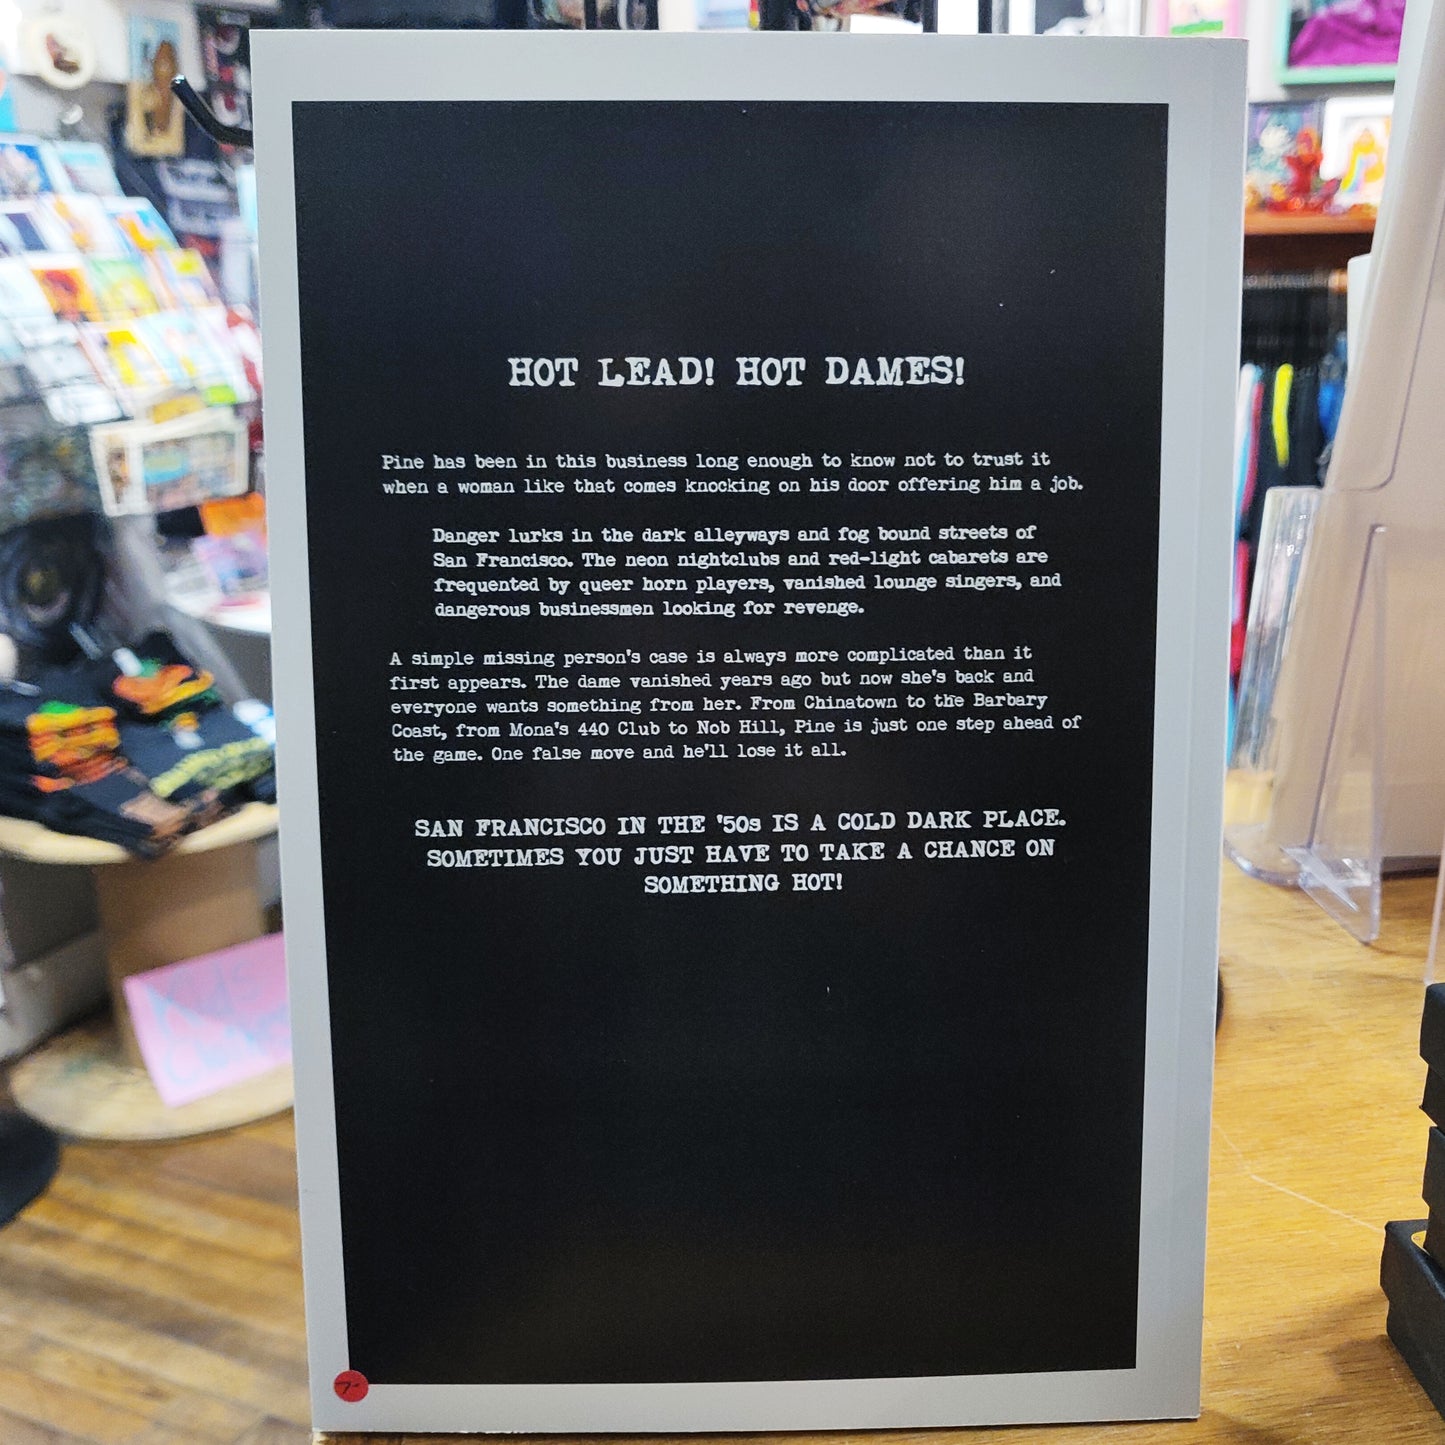 HOT LEAD! HOT DAMES!
Pine has been in this business long enough to know not to trust it
when a woman like that comes knocking on his door offering him a job.
Danger lurks in the dark alleyways and fog bound streets of
San Francisco. The neon nightclubs and red-light cabarets are
frequented by queer horn players, vanished lounge singers, and
dangerous businessmen looking for revenge.
A simple missing person's case is always more complicated than it
first appears. The dame vanished years ago but now she's back and
everyone wants something from her. From Chinatown to the Barbary
Coast, from Mona's 440 Club to Nob Hill, Pine is just one step ahead of
the game. One false move and he'll lose it all.
SAN FRANCISCO IN THE '50s IS A COLD DARK PLACE.
SOMETIMES YOU JUST HAVE TO TAKE A CHANCE ON
SOMETHING HOT!